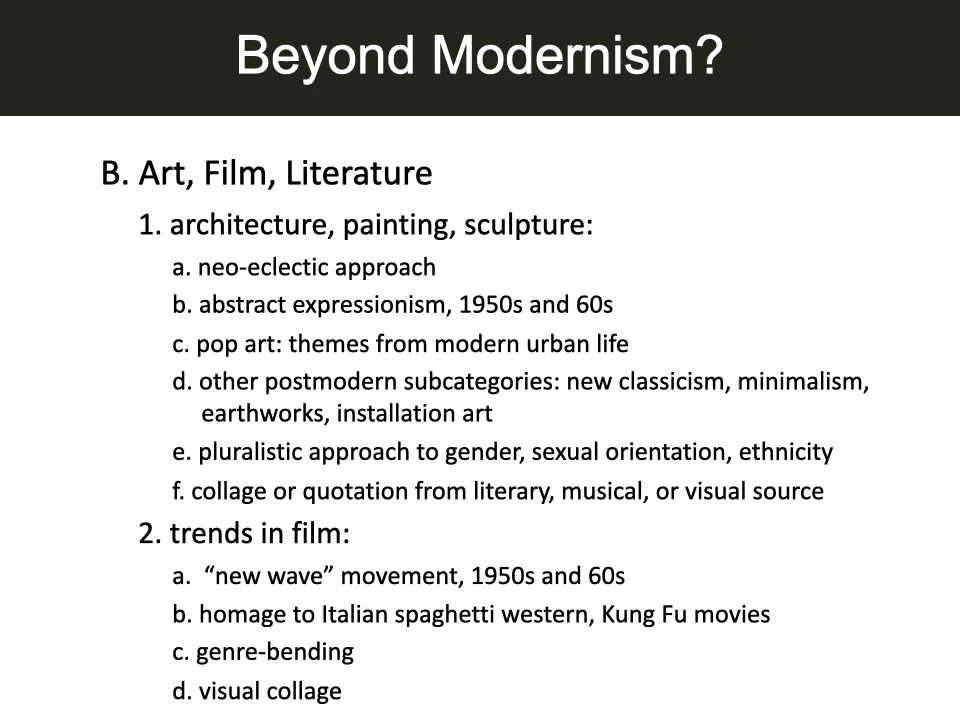 Beyond Modernism?
B. Art, Film, Literature
1. architecture, painting, sculpture:
a. neo-eclectic approach
b. abstract expressionism, 1950s and 60s
c. pop art: themes from modern urban life
d. other postmodern subcategories: new classicism, minimalism,
earthworks, installation art
e. pluralistic approach to gender, sexual orientation, ethnicity
f. collage or quotation from literary, musical, or visual source
2. trends in film:
a. “new wave” movement, 1950s and 60s
b. homage to Italian spaghetti western, Kung Fu movies
c. genre-bending
d. visual collage